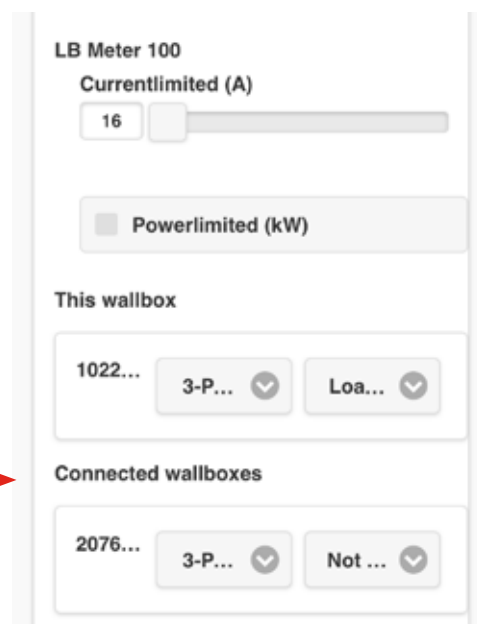 LB Meter 100
Currentlimited (A)
16
Powerlimited (kW)
This wallbox
1022... 3-P... Loa...
Connected wallboxes
2076... 3-P... Not ...